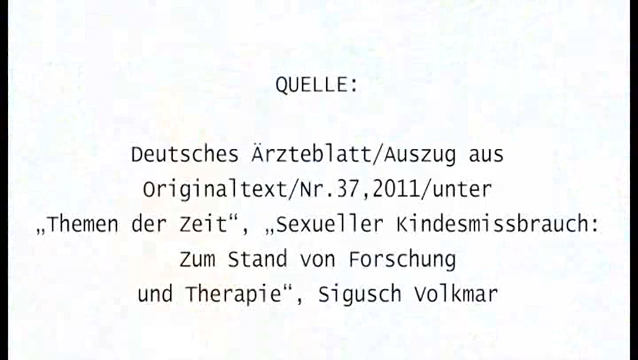 QUELLE:
Deutsches Ärzteblatt/Auszug aus
Originaltext/Nr.37,2011/unter
„Themen der Zeit“, „Sexueller Kindesmissbrauch:
Zum Stand von Forschung
und Therapie“, Sigusch Volkmar